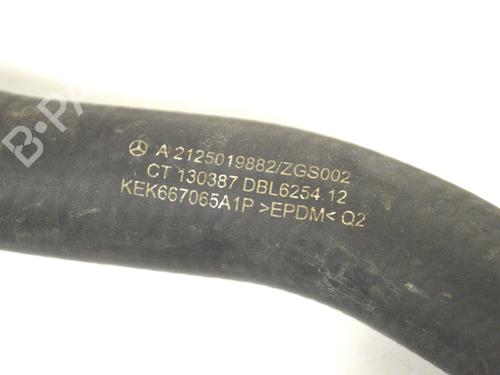 A 2125019882/ZGS002
CT 130387 DBL6254.12
KEK667065A1P >EPDM< Q2